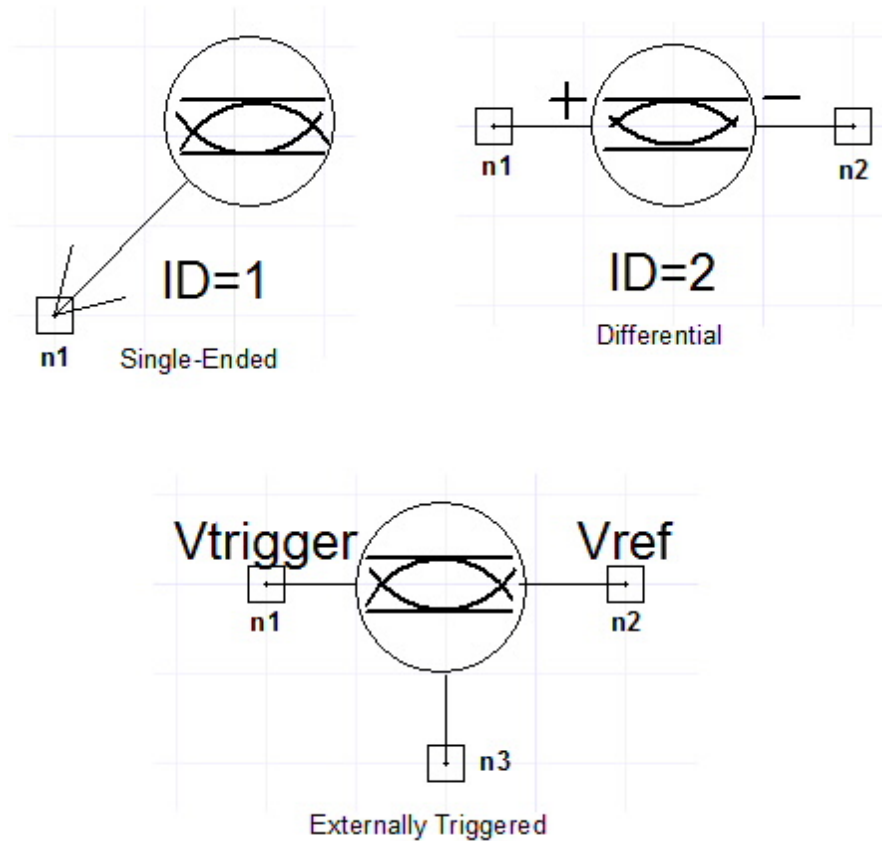 + −
n1 n2
ID=1 ID=2
n1 Single-Ended Differential
Vtrigger Vref
n1 n2
n3
Externally Triggered